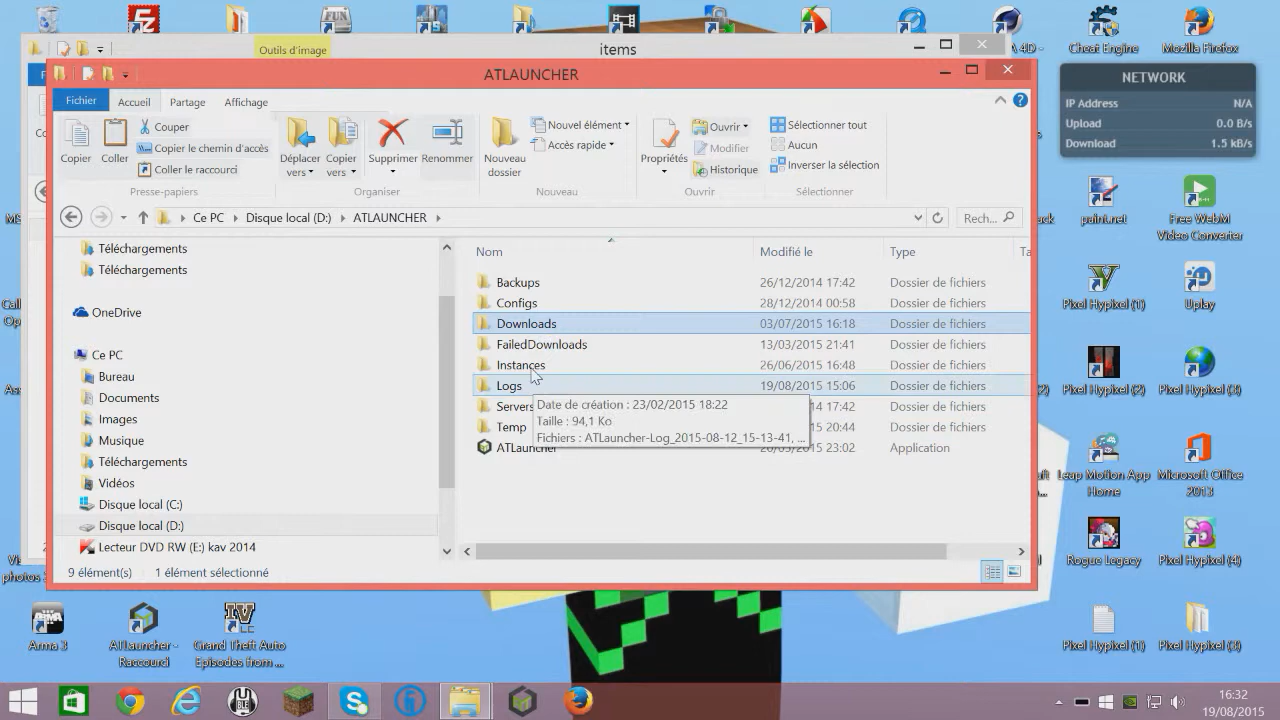 Outils d'image
items
ATLAUNCHER
Fichier
Accueil
Partage
Affichage
Copier
Coller
Couper
Copier le chemin d'accès
Coller le raccourci
Presse-papiers
Déplacer vers
Copier vers
Supprimer
Renommer
Organiser
Nouveau dossier
Nouvel élément
Accès rapide
Nouveau
Propriétés
Ouvrir
Modifier
Historique
Ouvrir
Sélectionner tout
Aucun
Inverser la sélection
Sélectionner
Ce PC
Disque local (D:)
ATLAUNCHER
Rech...
Téléchargements
Téléchargements
OneDrive
Ce PC
Bureau
Documents
Images
Musique
Téléchargements
Vidéos
Disque local (C:)
Disque local (D:)
Lecteur DVD RW (E:) kav 2014
Nom
Modifié le
Type
Ta
Backups 26/12/2014 17:42 Dossier de fichiers
Configs 28/12/2014 00:58 Dossier de fichiers
Downloads 03/07/2015 16:18 Dossier de fichiers
FailedDownloads 13/03/2015 21:41 Dossier de fichiers
Instances 26/06/2015 16:48 Dossier de fichiers
Logs 19/08/2015 15:06 Dossier de fichiers
Servers 17:42 Dossier de fichiers
Temp 20:44 Dossier de fichiers
ATLauncher 23:02 Application
Date de création : 23/02/2015 18:22
Taille : 94,1 Ko
Fichiers : ATLauncher-Log_2015-08-12_15-13-41, ...
9 élément(s)
1 élément sélectionné
Cheat Engine
Mozilla Firefox
NETWORK
IP Address N/A
Upload 0.0 B/s
Download 1.5 kB/s
paint.net
Free WebM
Video Converter
Pixel Hypixel (1)
Uplay
Pixel Hypixel (2)
Pixel Hypixel (3)
Leap Motion App
Home
Microsoft Office
2013
Rogue Legacy
Pixel Hypixel (4)
Pixel Hypixel (1)
Pixel Hypixel (3)
Arma 3
ATLauncher -
Raccourci
Grand Theft Auto
Episodes from ...
16:32
19/08/2015